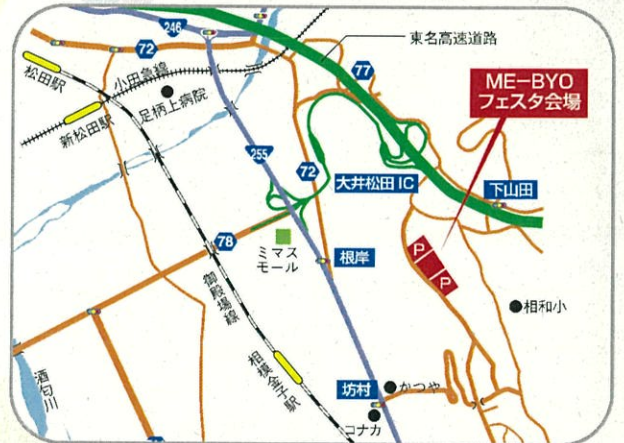 246
72
東名高速道路
77
松田駅
小田急線
足柄上病院
新松田駅
ME-BYO
フェスタ会場
255
72
大井松田IC
下山田
78
ミマス
モール
根岸
P
P
御殿場線
相和小
相模金子駅
酒匂川
坊村
かつや
コナカ